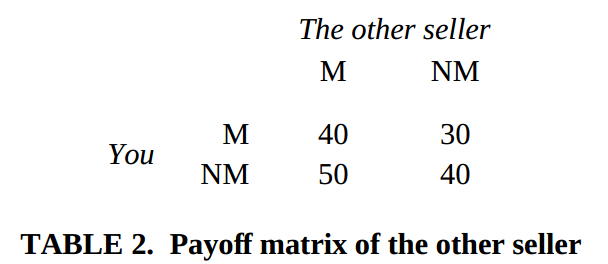 The other seller
M NM
M 40 30
You
NM 50 40
TABLE 2. Payoff matrix of the other seller